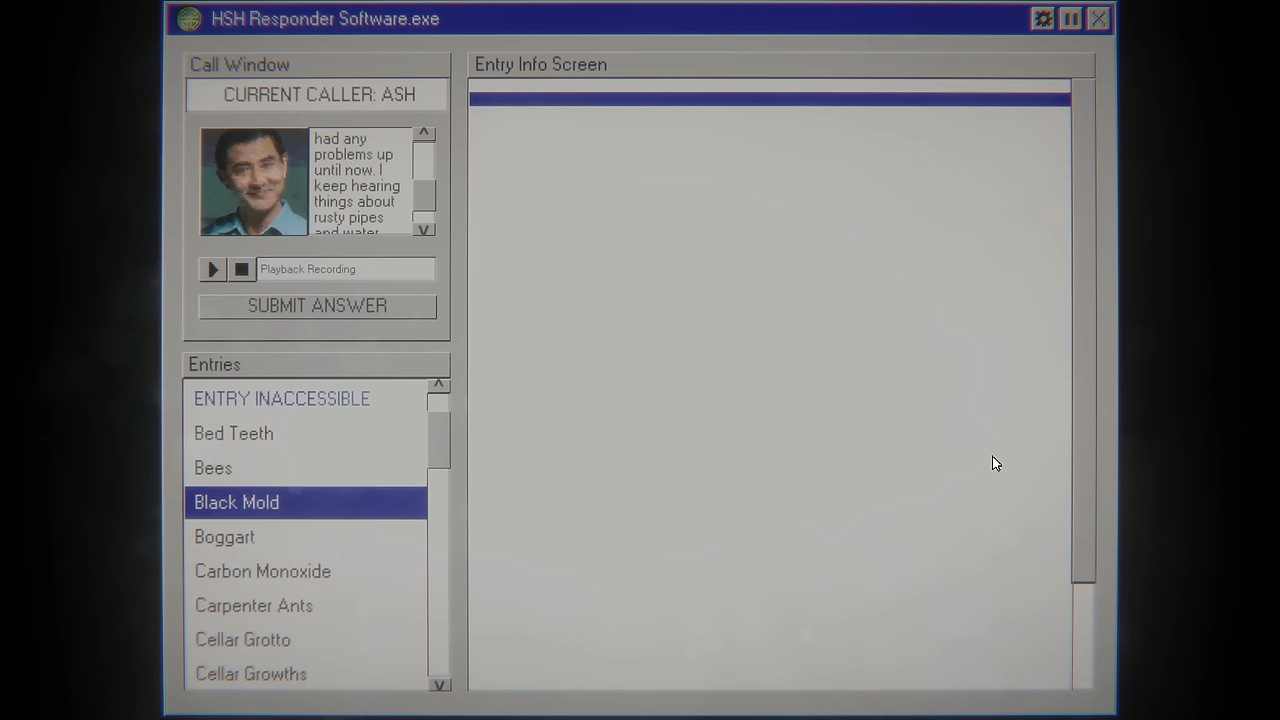 HSH Responder Software.exe
Call Window
CURRENT CALLER: ASH
had any
problems up
until now. I
keep hearing
things about
rusty pipes
and water
Playback Recording
SUBMIT ANSWER
Entries
ENTRY INACCESSIBLE
Bed Teeth
Bees
Black Mold
Boggart
Carbon Monoxide
Carpenter Ants
Cellar Grotto
Cellar Growths
Entry Info Screen